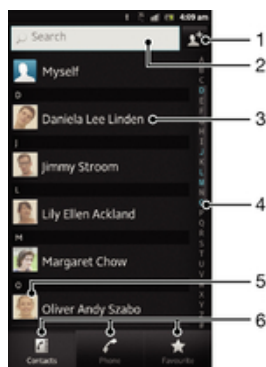 4:09 am
Search
1
2
Myself
D
Daniela Lee Linden
3
J
Jimmy Stroom
L
Lily Ellen Ackland
4
M
Margaret Chow
O
5
Oliver Andy Szabo
6
Contacts
Phone
Favourite
A
B
C
D
E
F
G
H
I
J
K
L
M
N
O
P
Q
R
S
T
U
V
W
X
Y
Z
#